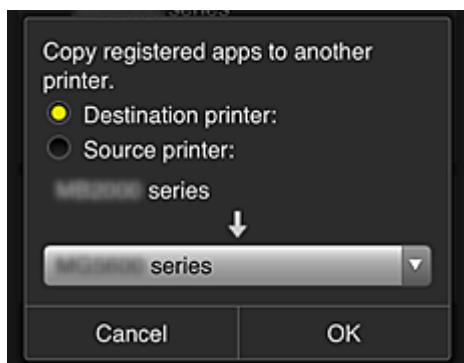 Copy registered apps to another
printer.
Destination printer:
Source printer:
series
series
Cancel
OK